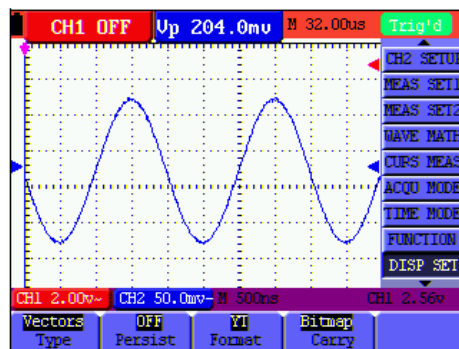 CH1 OFF Vp 204.0mv M 32.00us Trig'd
CH2 SETUP
MEAS SET1
MEAS SET2
WAVE MATH
CURS MEAS
ACQU MODE
TIME MODE
FUNCTION
DISP SET
CH1 2.00v~ CH2 50.0mv- M 500ns CH1 2.56v
Vectors OFF YT Bitmap
Type Persist Format Carry